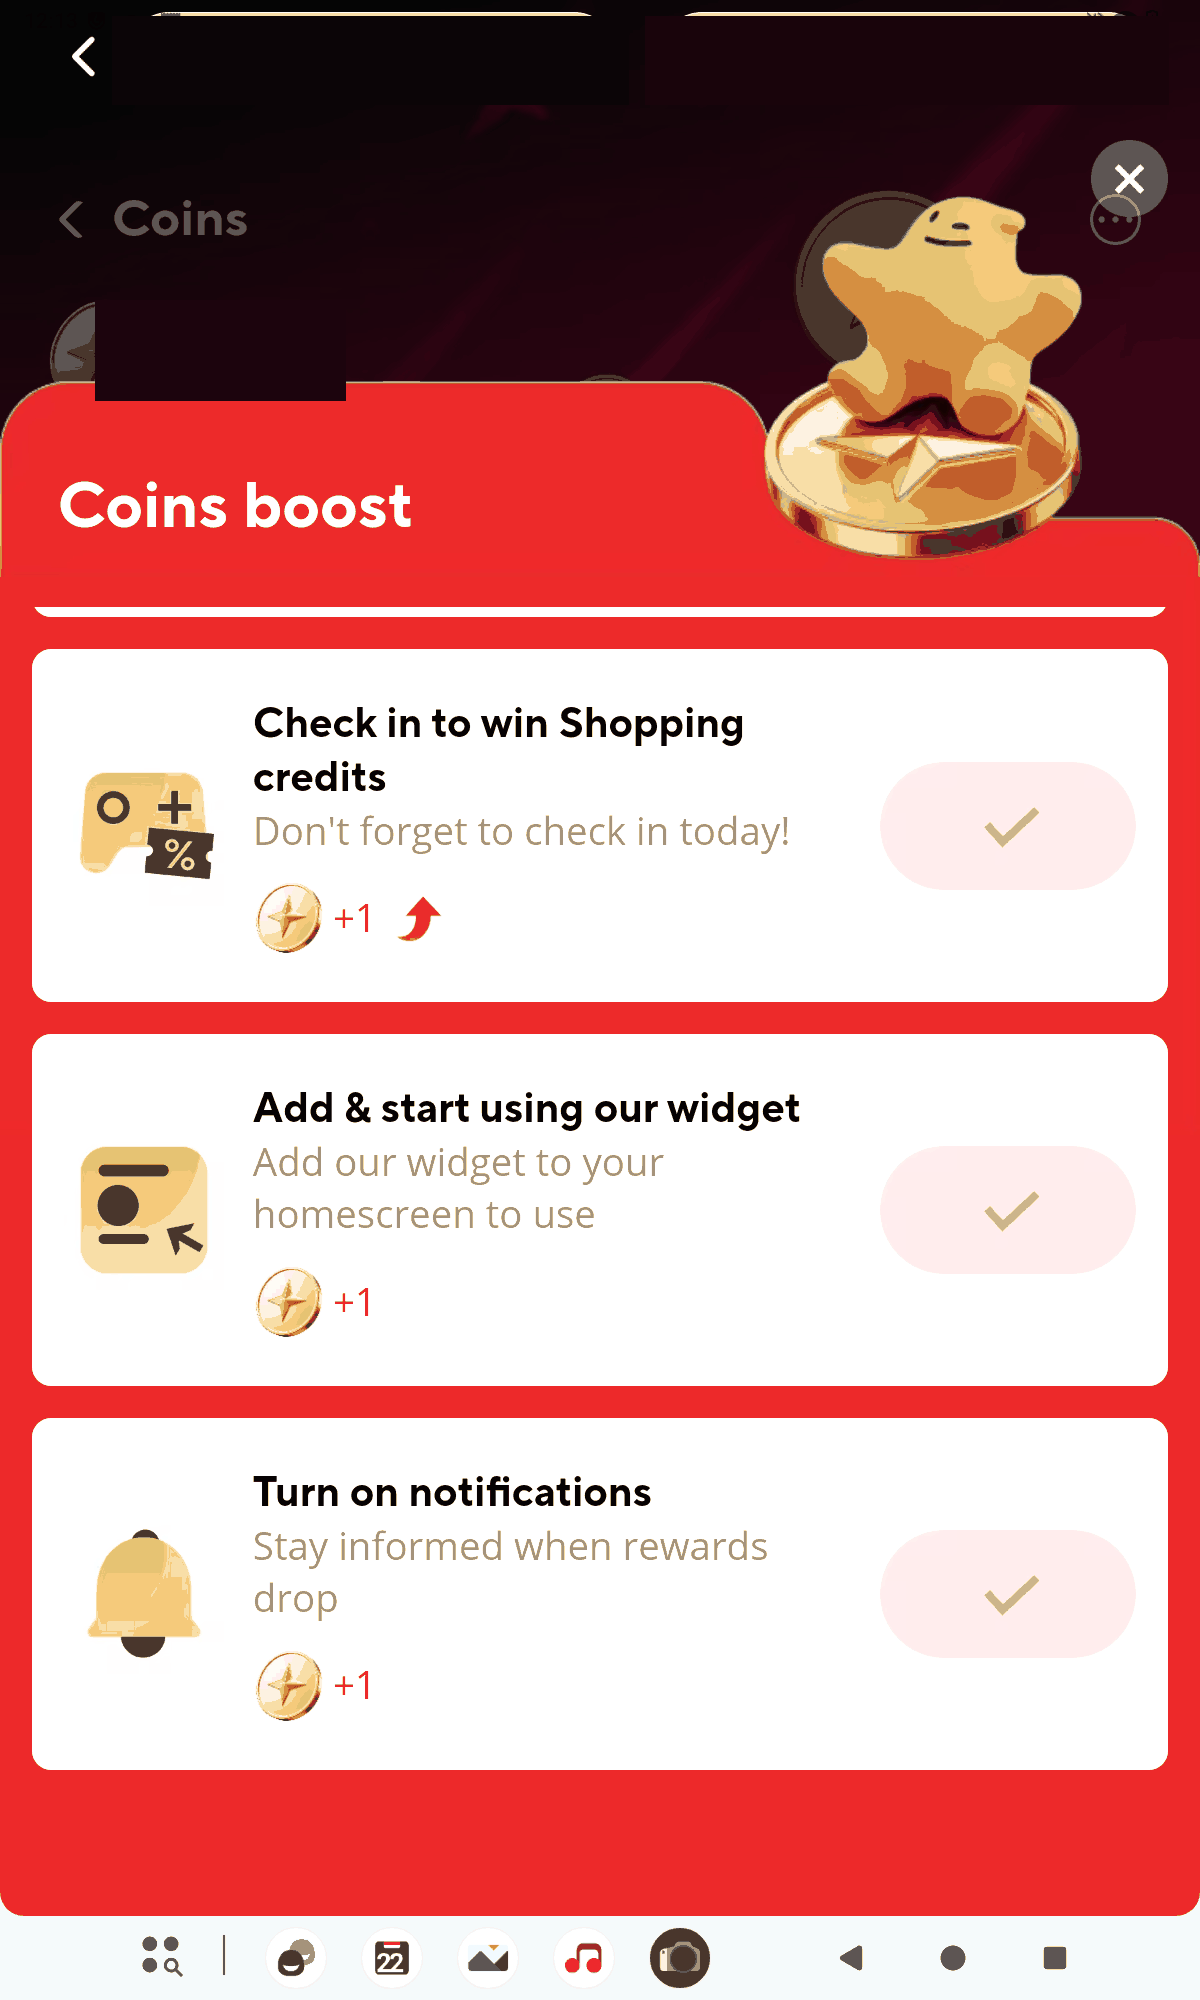 Coins
Coins boost
Check in to win Shopping
credits
Don't forget to check in today!
+1
Add & start using our widget
Add our widget to your
homescreen to use
+1
Turn on notifications
Stay informed when rewards
drop
+1
22